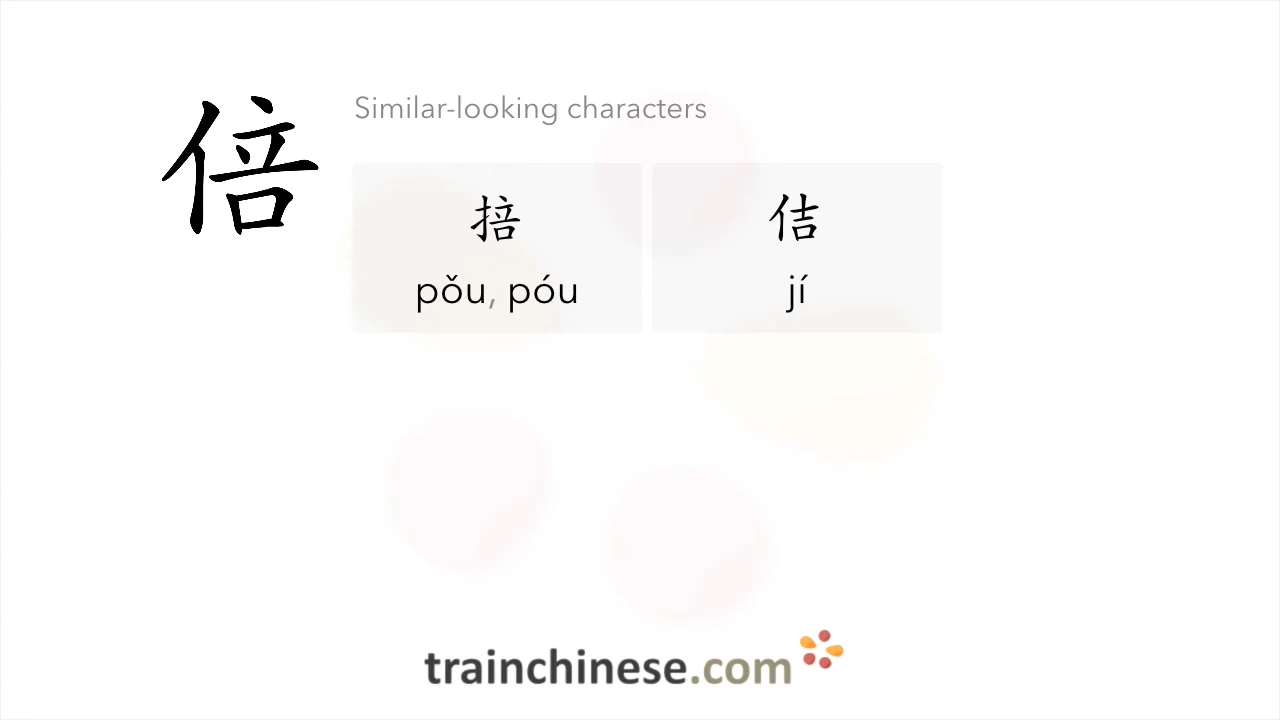 倍
Similar-looking characters
掊 佶
pǒu, póu jí
trainchinese.com